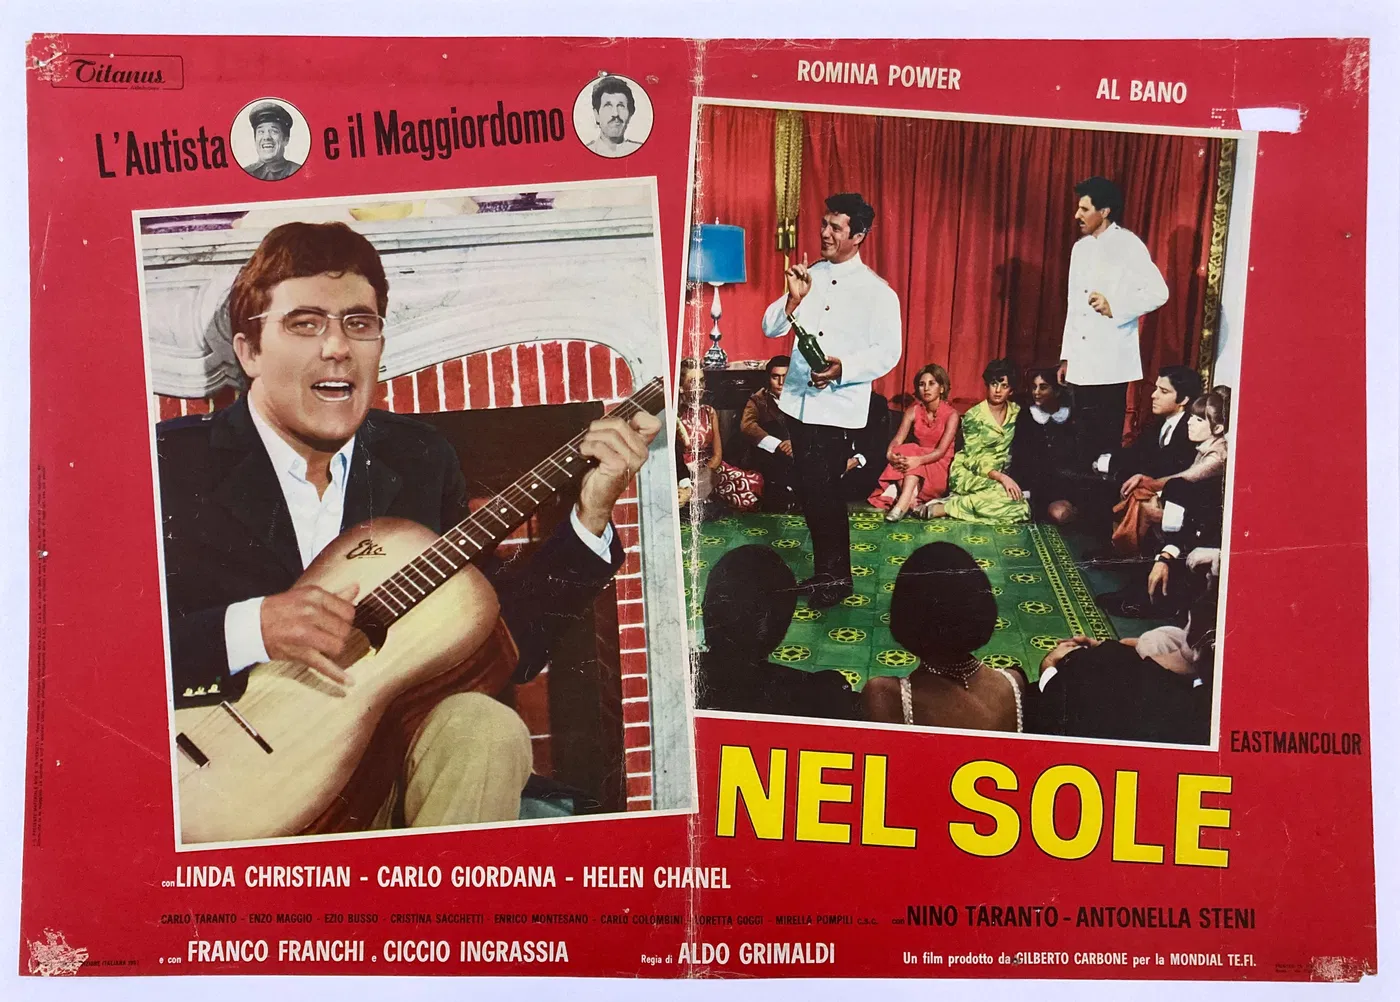 Titanus
ROMINA POWER
AL BANO
L'Autista e il Maggiordomo
Eko
NEL SOLE
EASTMANCOLOR
con LINDA CHRISTIAN - CARLO GIORDANA - HELEN CHANEL
CARLO TARANTO - ENZO MAGGIO - EZIO BUSSO - CRISTINA SACCHETTI - ENRICO MONTESANO - CARLO COLOMBINI - LORETTA GOGGI - MIRELLA POMPILI C.S.C. con NINO TARANTO - ANTONELLA STENI
e con FRANCO FRANCHI e CICCIO INGRASSIA Regia di ALDO GRIMALDI Un film prodotto da GILBERTO CARBONE per la MONDIAL TE.FI.